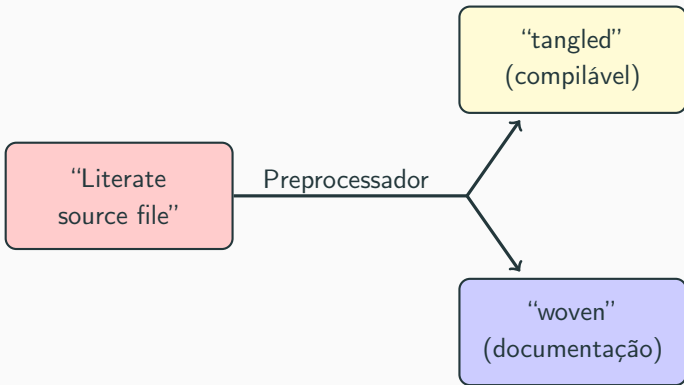 “Literate
source file”
Preprocessador
“tangled”
(compilável)
“woven”
(documentação)